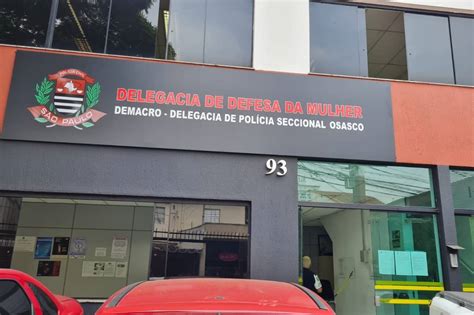 SÃO PAULO
DELEGACIA DE DEFESA DA MULHER
DEMACRO - DELEGACIA DE POLÍCIA SECCIONAL OSASCO
93